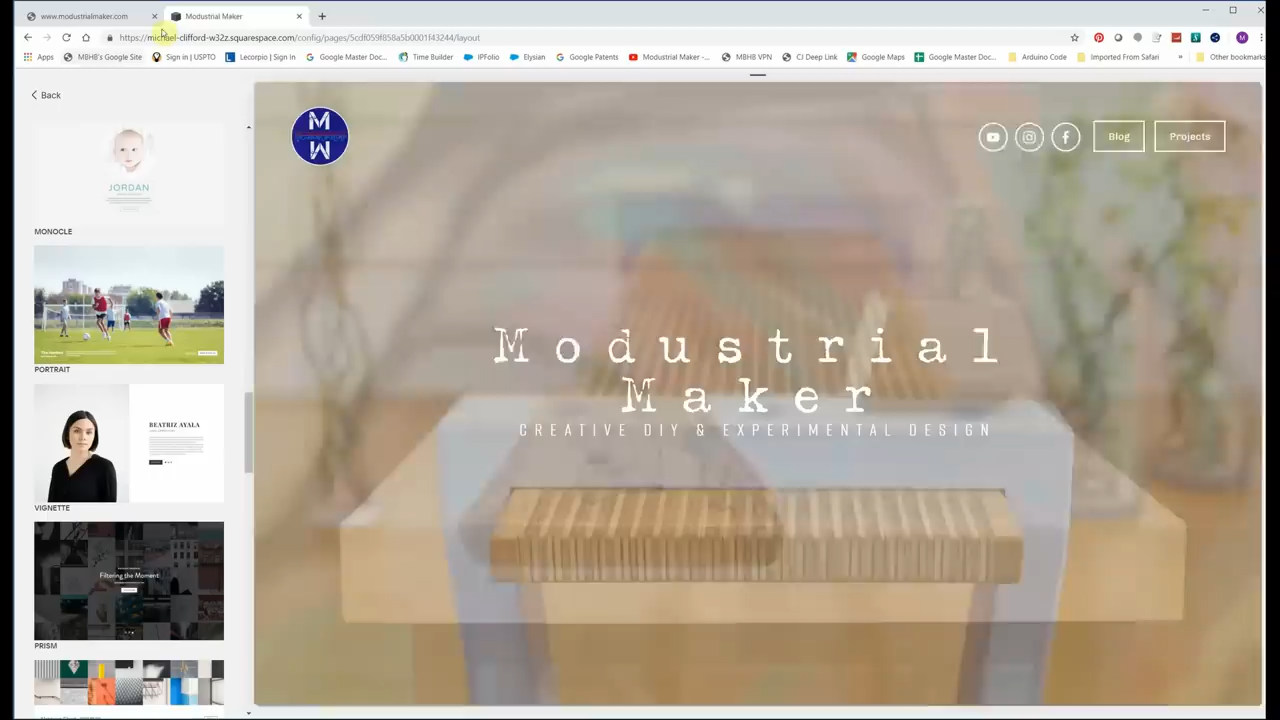 www.modustrialmaker.com
Modustrial Maker
https://michael-clifford-w32z.squarespace.com/config/pages/5cdf059f858a5b0001f43244/layout
Apps
MBHB's Google Site
Sign in | USPTO
Lecorpio | Sign In
Google Master Doc...
Time Builder
IPFolio
Elysian
Google Patents
Modustrial Maker -...
MBHB VPN
CJ Deep Link
Google Maps
Google Master Doc...
Arduino Code
Imported From Safari
»
Other bookmarks
Back
JORDAN
MONOCLE
PORTRAIT
BEATRIZ AYALA
VIGNETTE
Filtering the Moment
PRISM
M
W
Blog
Projects
Modustrial
Maker
CREATIVE DIY & EXPERIMENTAL DESIGN